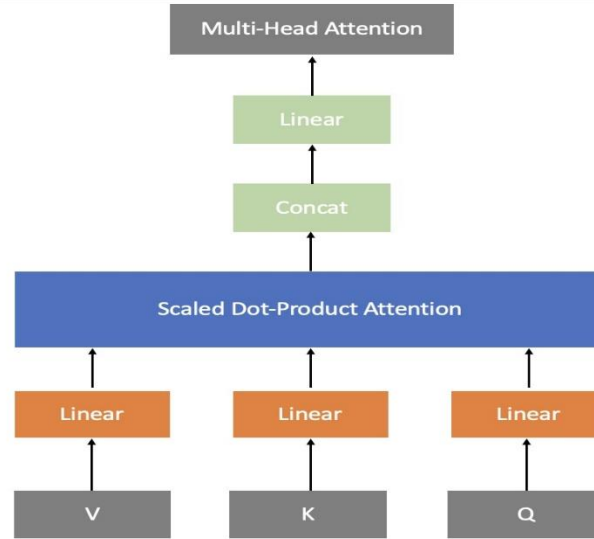 Multi-Head Attention
Linear
Concat
Scaled Dot-Product Attention
Linear Linear Linear
V K Q